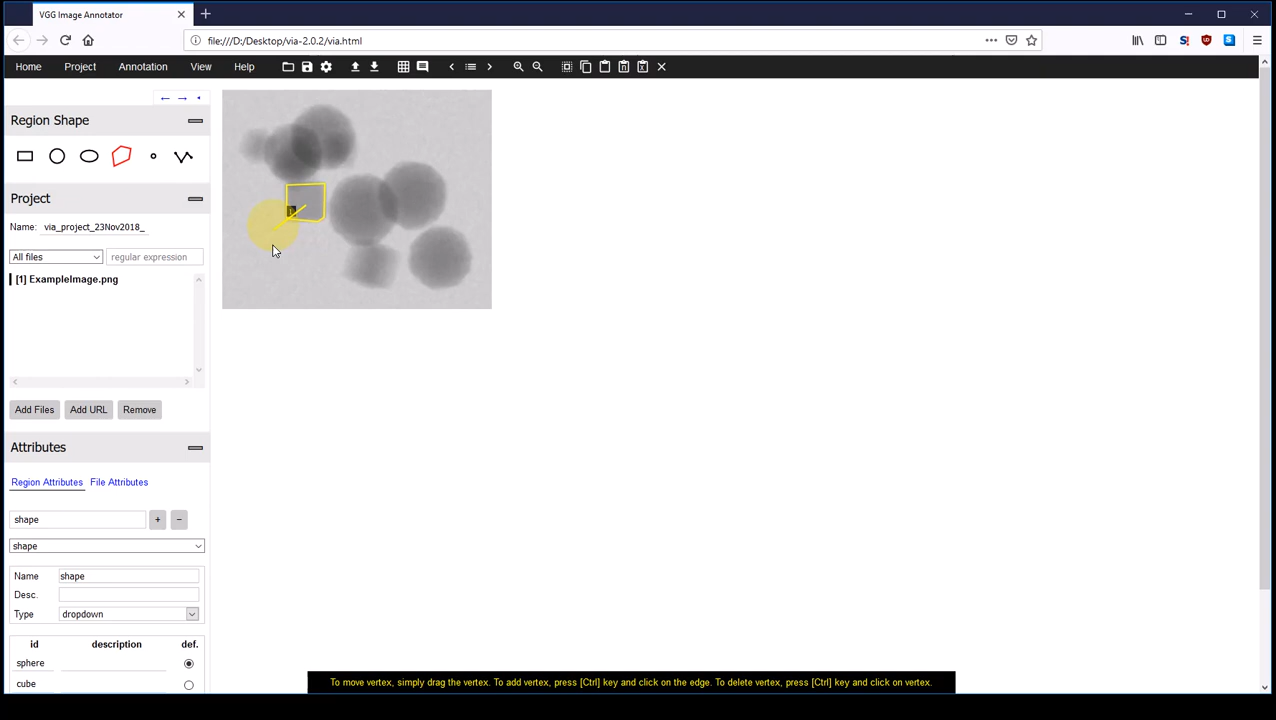 VGG Image Annotator
file:///D:/Desktop/via-2.0.2/via.html
Home Project Annotation View Help
Region Shape
Project
Name: via_project_23Nov2018_
All files regular expression
[1] ExampleImage.png
Add Files Add URL Remove
Attributes
Region Attributes File Attributes
shape + −
shape
Name shape
Desc.
Type dropdown
id description def.
sphere
cube
To move vertex, simply drag the vertex. To add vertex, press [Ctrl] key and click on the edge. To delete vertex, press [Ctrl] key and click on vertex.